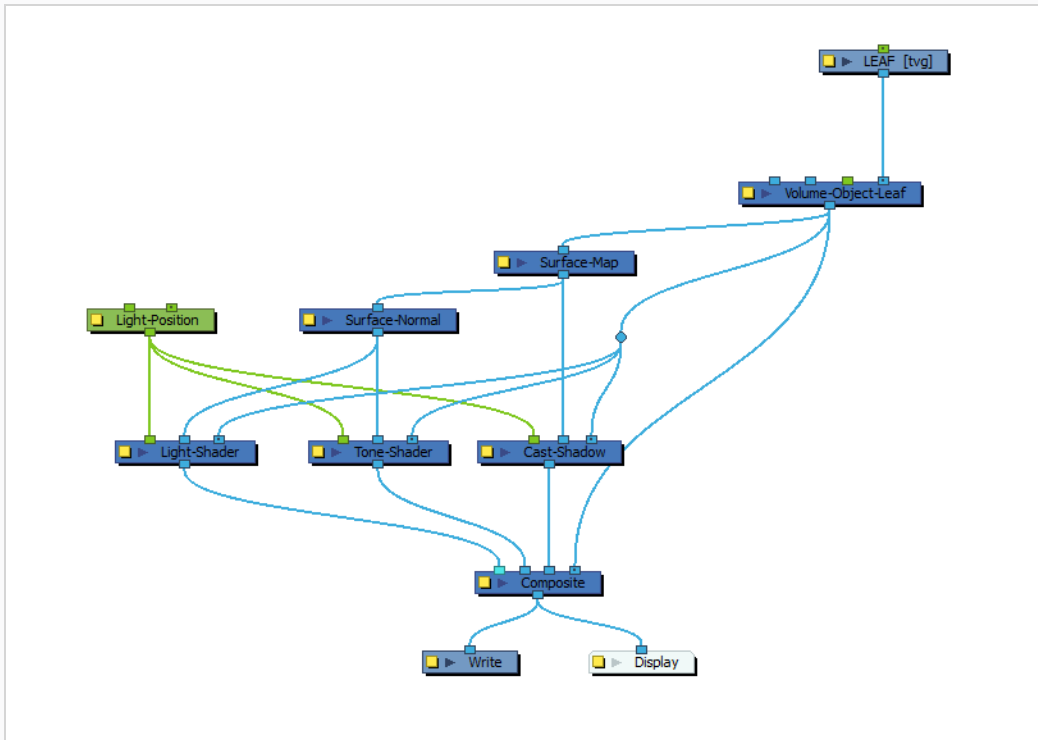 LEAF [tvg]
Volume-Object-Leaf
Surface-Map
Light-Position
Surface-Normal
Light-Shader
Tone-Shader
Cast-Shadow
Composite
Write
Display